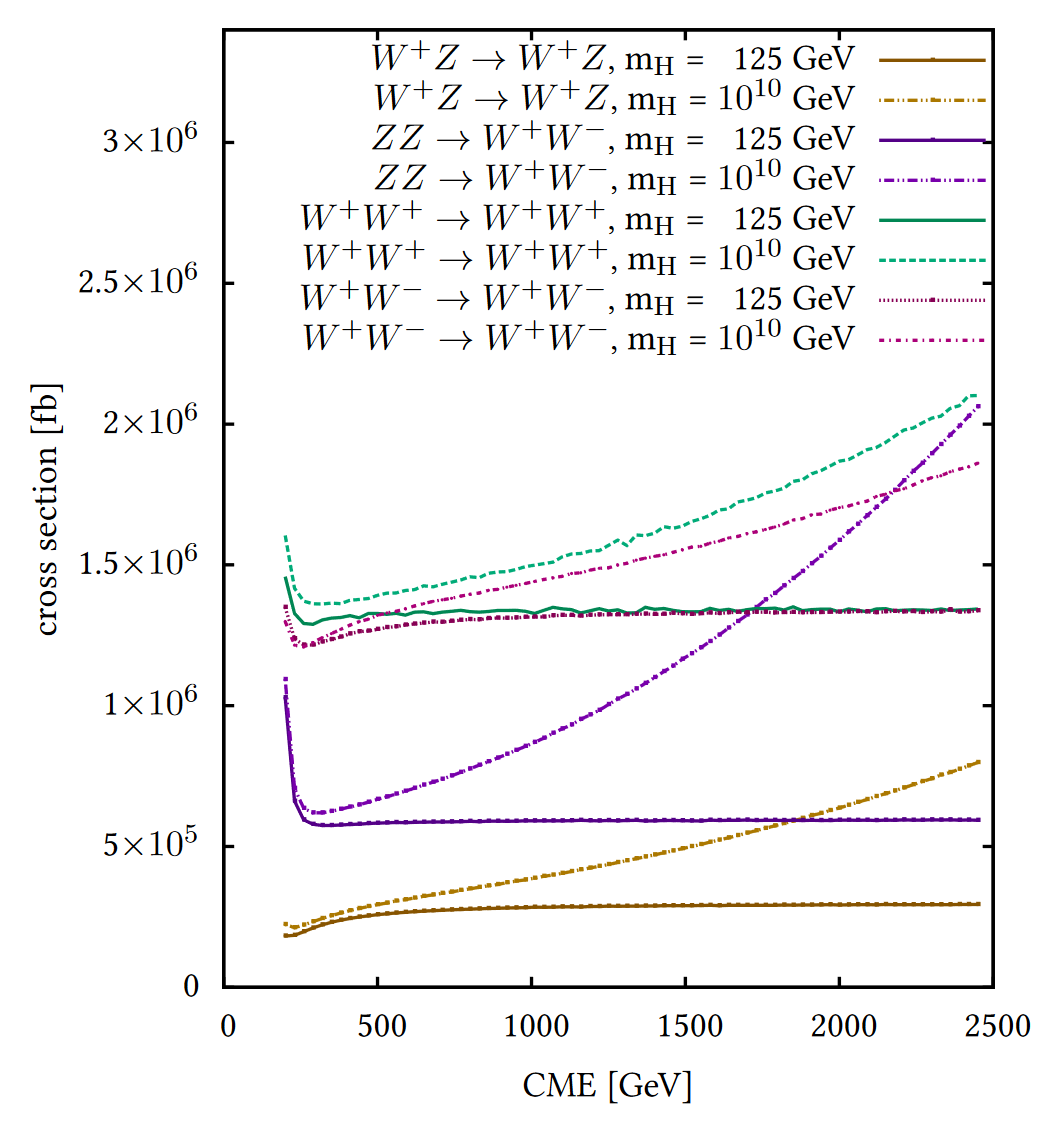 W⁺Z → W⁺Z, m_H = 125 GeV
W⁺Z → W⁺Z, m_H = 10¹⁰ GeV
ZZ → W⁺W⁻, m_H = 125 GeV
ZZ → W⁺W⁻, m_H = 10¹⁰ GeV
W⁺W⁺ → W⁺W⁺, m_H = 125 GeV
W⁺W⁺ → W⁺W⁺, m_H = 10¹⁰ GeV
W⁺W⁻ → W⁺W⁻, m_H = 125 GeV
W⁺W⁻ → W⁺W⁻, m_H = 10¹⁰ GeV
3×10⁶
2.5×10⁶
2×10⁶
1.5×10⁶
1×10⁶
5×10⁵
0
cross section [fb]
0 500 1000 1500 2000 2500
CME [GeV]